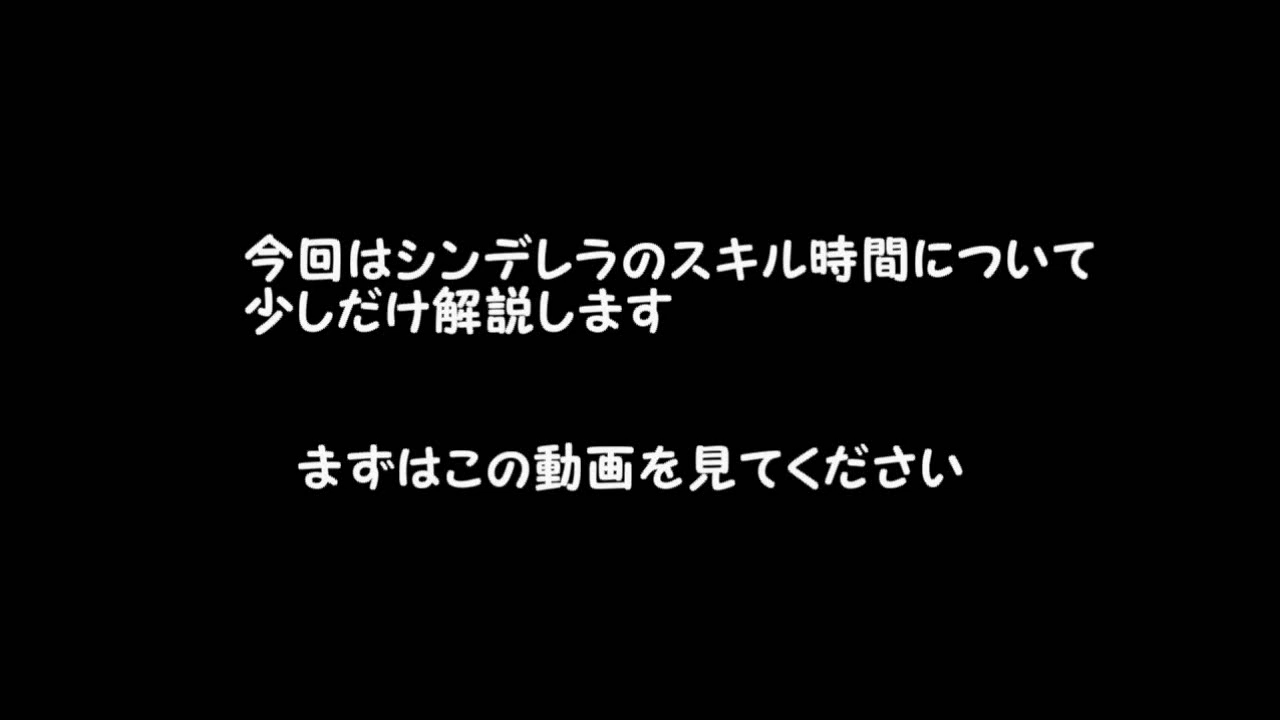 今回はシンデレラのスキル時間について
少しだけ解説します
まずはこの動画を見てください